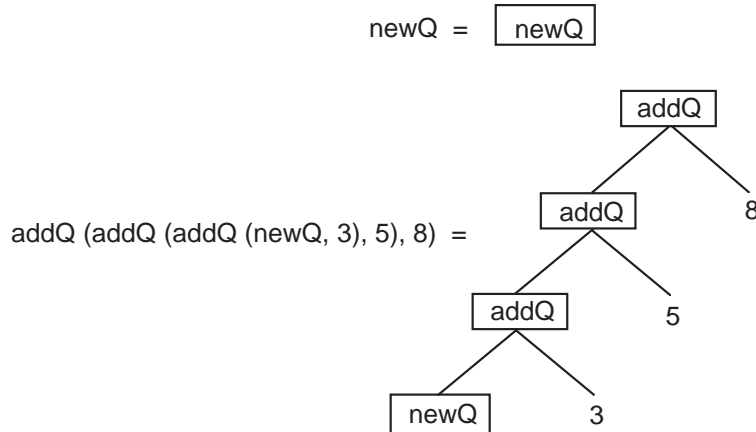 newQ = newQ
addQ
addQ
8
addQ (addQ (addQ (newQ, 3), 5), 8) =
addQ
5
newQ
3